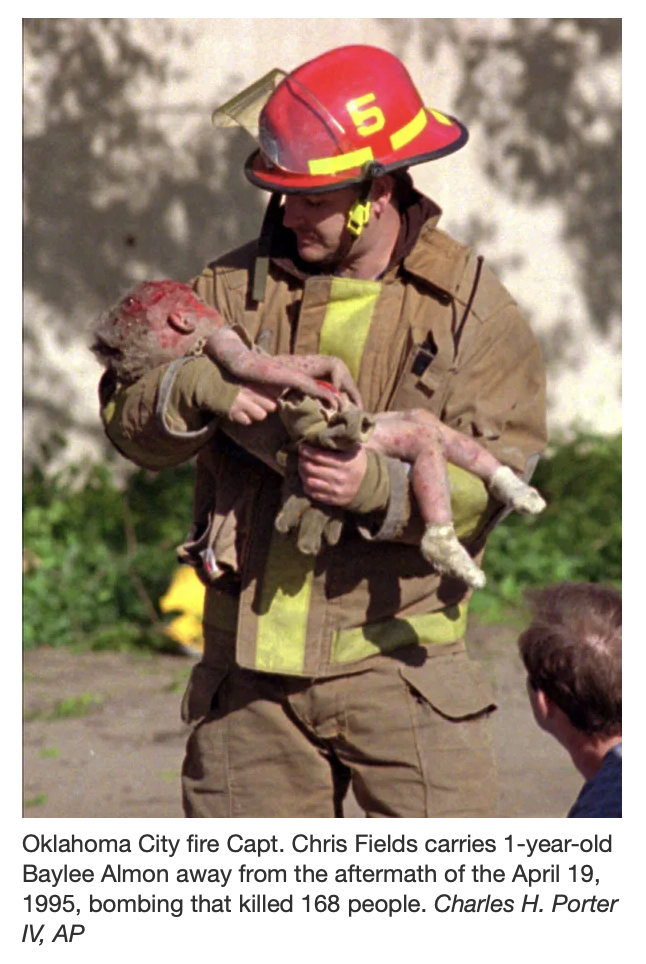 5
Oklahoma City fire Capt. Chris Fields carries 1-year-old
Baylee Almon away from the aftermath of the April 19,
1995, bombing that killed 168 people. Charles H. Porter
IV, AP